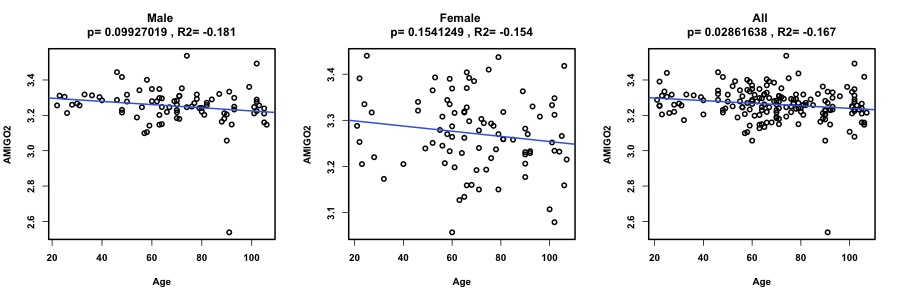 Male
p= 0.09927019 , R2= -0.181
AMIGO2
3.4
3.2
3.0
2.8
2.6
20 40 60 80 100
Age
Female
p= 0.1541249 , R2= -0.154
AMIGO2
3.4
3.3
3.2
3.1
20 40 60 80 100
Age
All
p= 0.02861638 , R2= -0.167
AMIGO2
3.4
3.2
3.0
2.8
2.6
20 40 60 80 100
Age